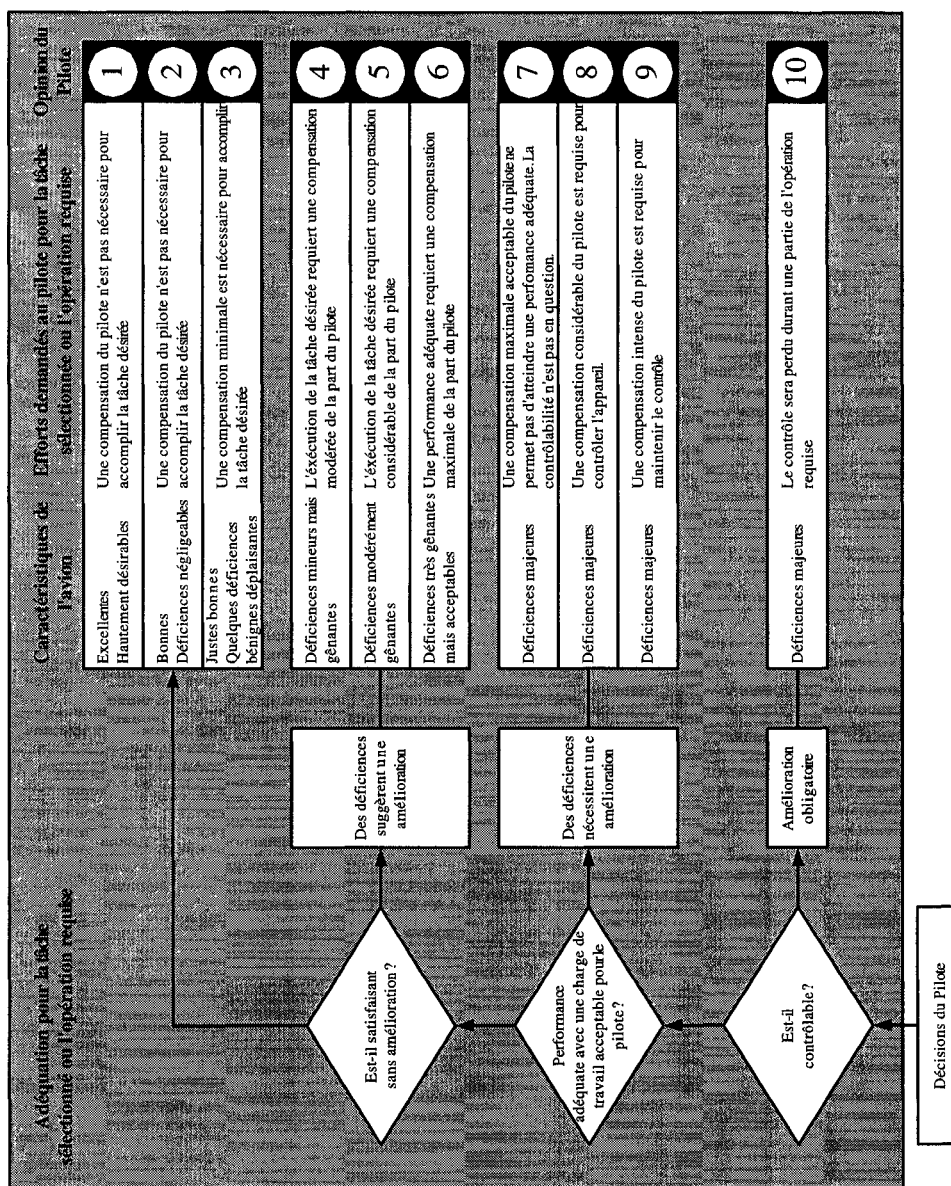 Adéquation pour la tâche
sélectionné ou l'opération requise
Caractéristiques de
l'avion
Efforts demandés au pilote pour la tâche
sélectionnée ou l'opération requise
Opinion du
Pilote
Est-il satisfaisant
sans amélioration ?
Excellentes
Hautement désirables
Une compensation du pilote n'est pas nécessaire pour
accomplir la tâche désirée
1
Bonnes
Déficiences négligeables
Une compensation du pilote n'est pas nécessaire pour
accomplir la tâche désirée
2
Justes bonnes
Quelques déficiences
bénignes déplaisantes
Une compensation minimale est nécessaire pour accomplir
la tâche désirée
3
Des déficiences
suggèrent une
amélioration
Déficiences mineurs mais
gênantes
L'éxécution de la tâche désirée requiert une compensation
modérée de la part du pilote
4
Déficiences modérément
gênantes
L'éxécution de la tâche désirée requiert une compensation
considérable de la part du pilote
5
Déficiences très gênantes
mais acceptables
Une performance adéquate requiert une compensation
maximale de la part du pilote
6
Performance
adéquate avec une charge de
travail acceptable pour le
pilote ?
Des déficiences
nécessitent une
amélioration
Déficiences majeures
Une compensation maximale acceptable du pilote ne
permet pas d'atteindre une perfomance adéquate. La
contrôlabilité n'est pas en question.
7
Déficiences majeures
Une compensation considérable du pilote est requise pour
contrôler l'appareil.
8
Déficiences majeures
Une compensation intense du pilote est requise pour
maintenir le contrôle
9
Est-il
contrôlable ?
Amélioration
obligatoire
Déficiences majeures
Le contrôle sera perdu durant une partie de l'opération
requise
10
Décisions du Pilote